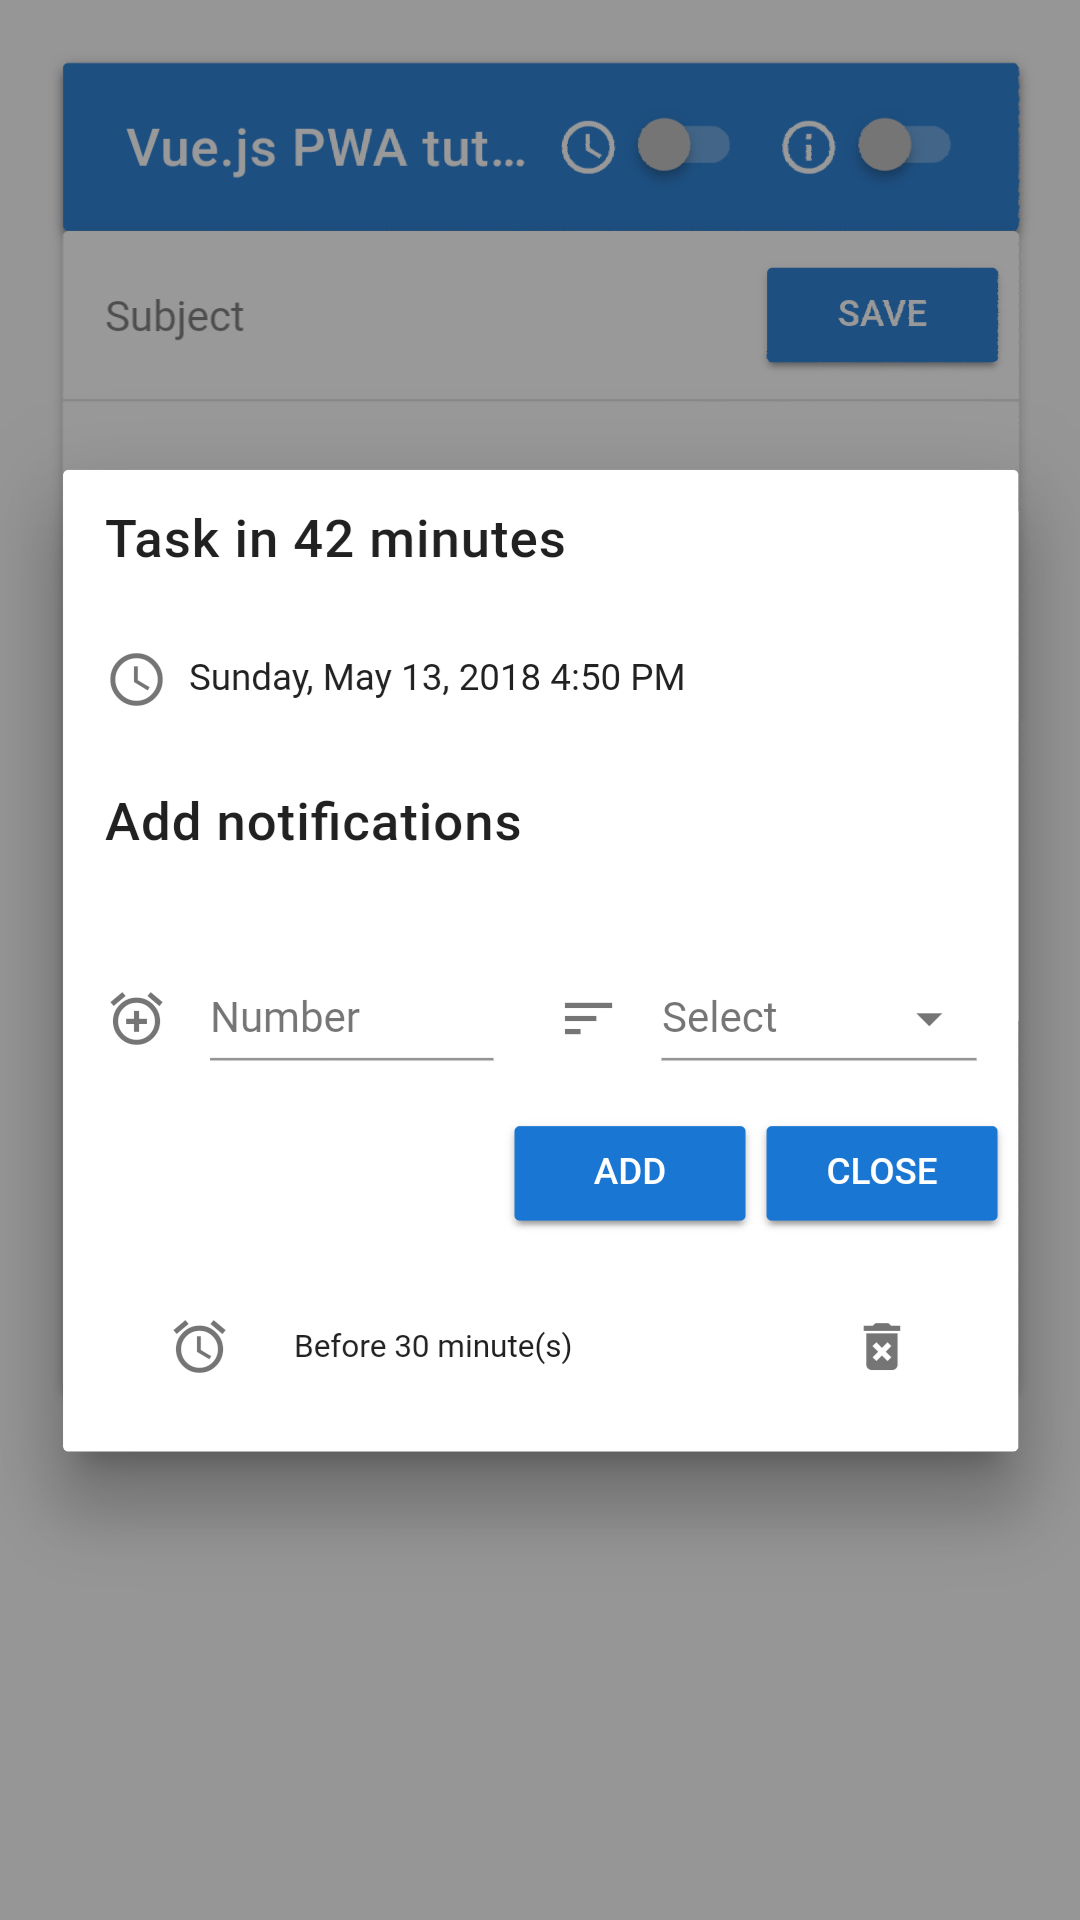 Vue.js PWA tut...
Subject
SAVE
Task in 42 minutes
Sunday, May 13, 2018 4:50 PM
Add notifications
Number
Select
ADD
CLOSE
Before 30 minute(s)